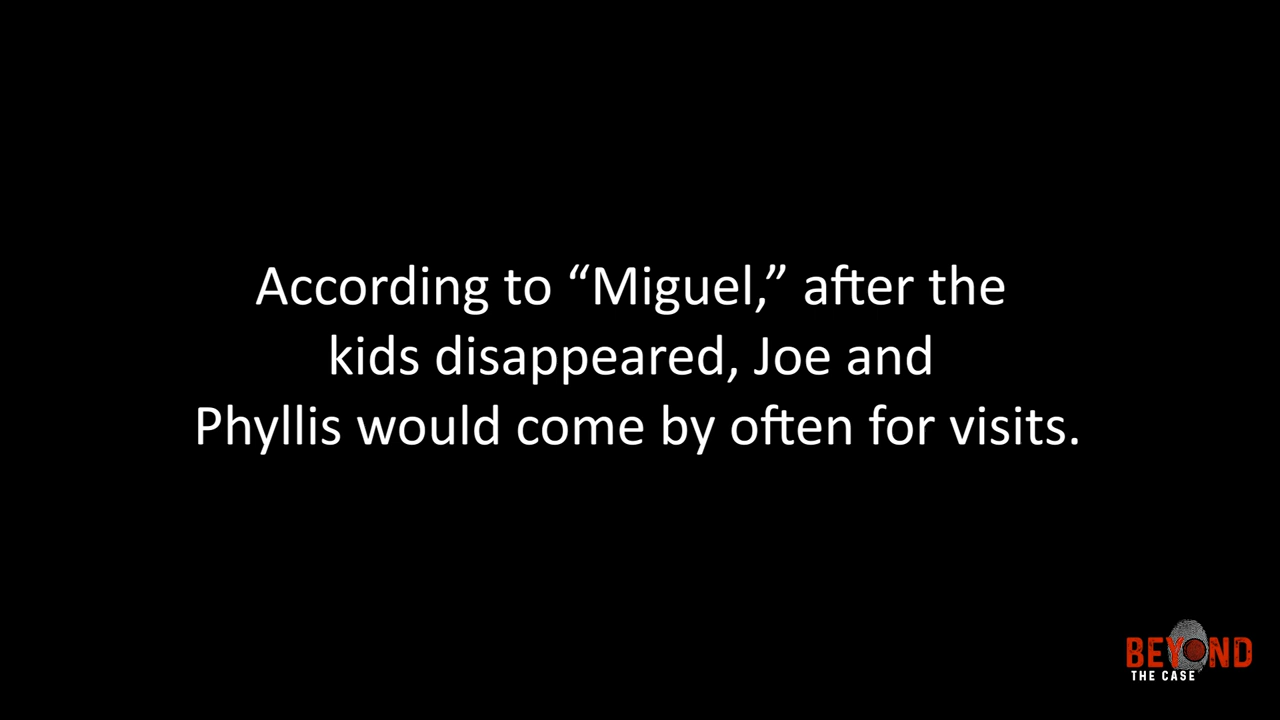 According to “Miguel,” after the
kids disappeared, Joe and
Phyllis would come by often for visits.
BEYOND
THE CASE